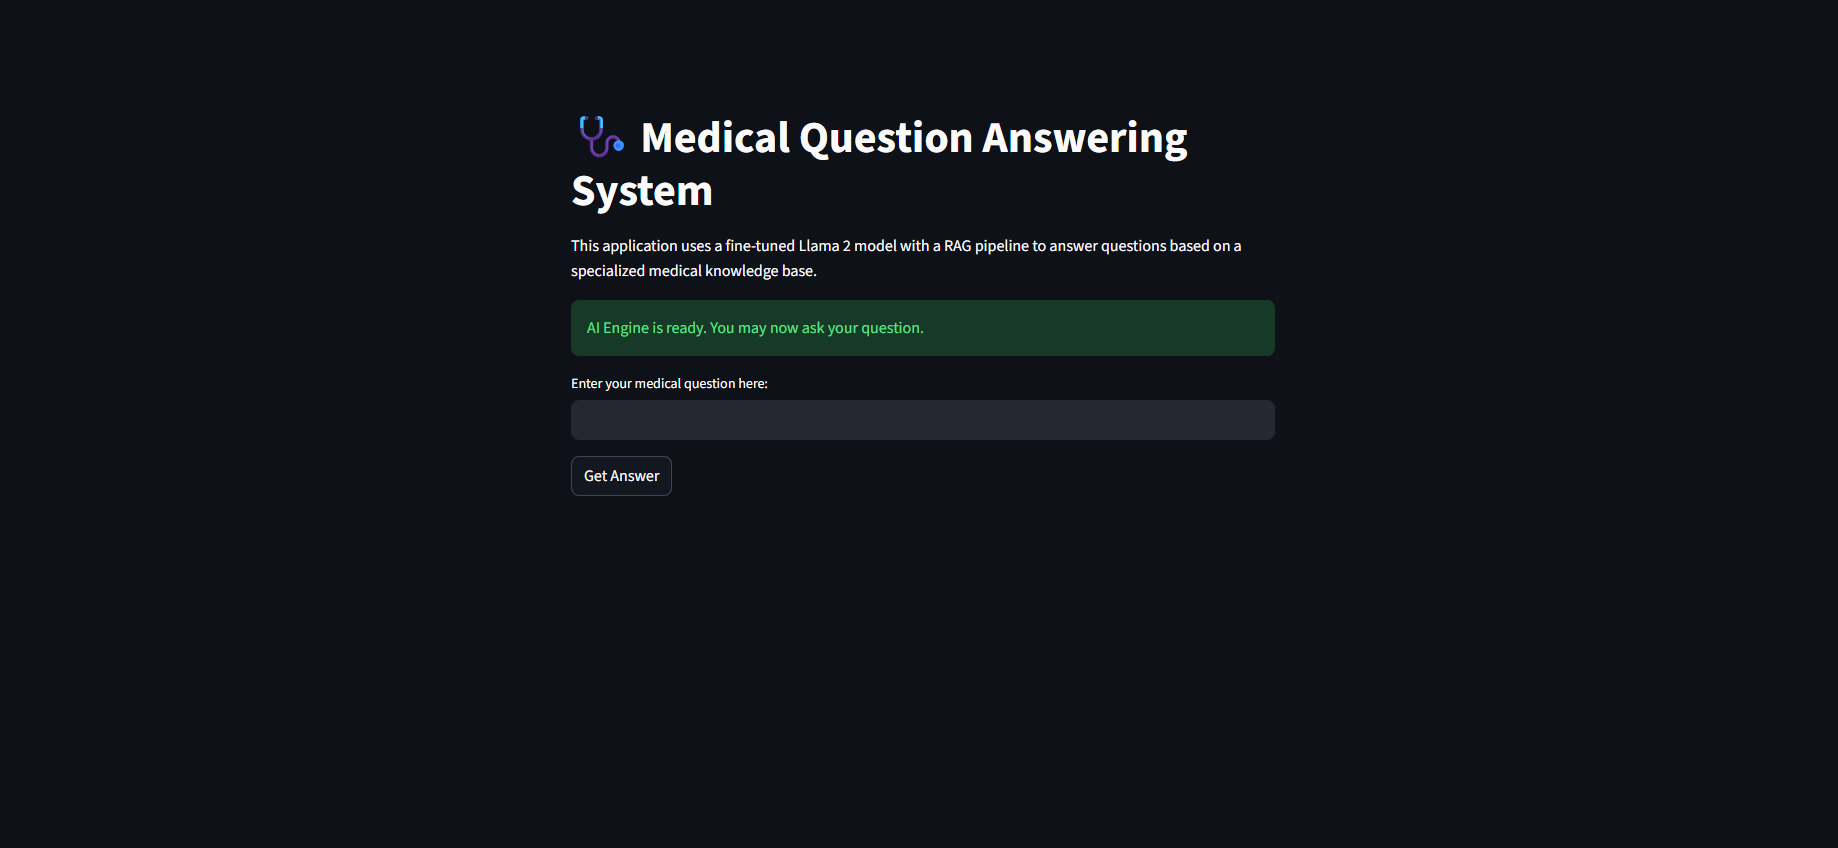 Medical Question Answering
System
This application uses a fine-tuned Llama 2 model with a RAG pipeline to answer questions based on a
specialized medical knowledge base.
AI Engine is ready. You may now ask your question.
Enter your medical question here:
Get Answer